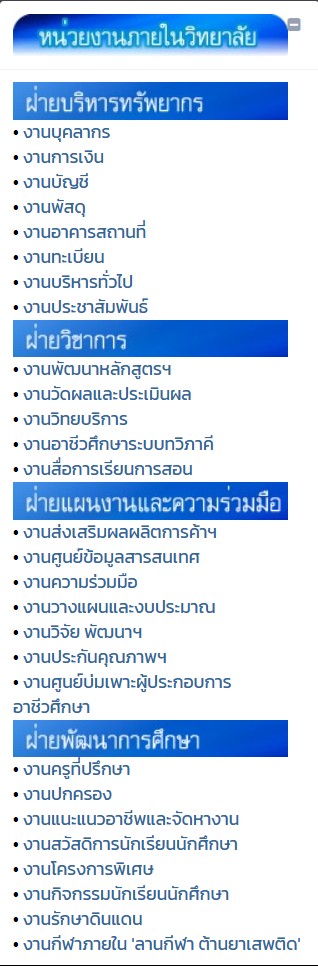 หน่วยงานภายในวิทยาลัย
ฝ่ายบริหารทรัพยากร
• งานบุคลากร
• งานการเงิน
• งานบัญชี
• งานพัสดุ
• งานอาคารสถานที่
• งานทะเบียน
• งานบริหารทั่วไป
• งานประชาสัมพันธ์
ฝ่ายวิชาการ
• งานพัฒนาหลักสูตรฯ
• งานวัดผลและประเมินผล
• งานวิทยบริการ
• งานอาชีวศึกษาระบบทวิภาคี
• งานสื่อการเรียนการสอน
ฝ่ายแผนงานและความร่วมมือ
• งานส่งเสริมผลผลิตการค้าฯ
• งานศูนย์ข้อมูลสารสนเทศ
• งานความร่วมมือ
• งานวางแผนและงบประมาณ
• งานวิจัย พัฒนาฯ
• งานประกันคุณภาพฯ
• งานศูนย์บ่มเพาะผู้ประกอบการ
อาชีวศึกษา
ฝ่ายพัฒนาการศึกษา
• งานครูที่ปรึกษา
• งานปกครอง
• งานแนะแนวอาชีพและจัดหางาน
• งานสวัสดิการนักเรียนนักศึกษา
• งานโครงการพิเศษ
• งานกิจกรรมนักเรียนนักศึกษา
• งานรักษาดินแดน
• งานกีฬาภายใน 'ลานกีฬา ต้านยาเสพติด'